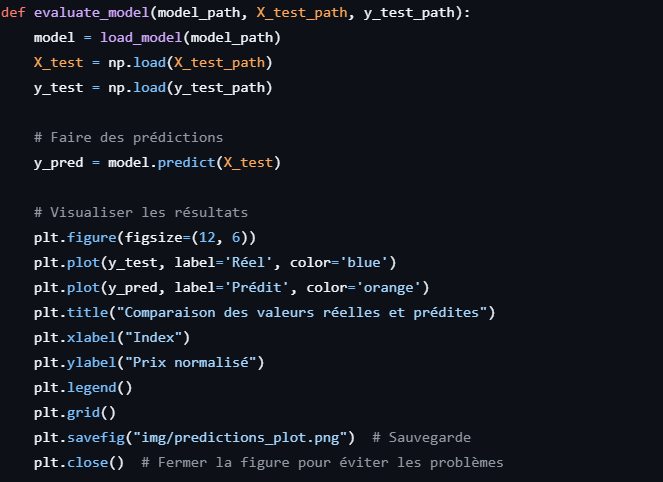 def evaluate_model(model_path, X_test_path, y_test_path):
    model = load_model(model_path)
    X_test = np.load(X_test_path)
    y_test = np.load(y_test_path)

    # Faire des prédictions
    y_pred = model.predict(X_test)

    # Visualiser les résultats
    plt.figure(figsize=(12, 6))
    plt.plot(y_test, label='Réel', color='blue')
    plt.plot(y_pred, label='Prédit', color='orange')
    plt.title("Comparaison des valeurs réelles et prédites")
    plt.xlabel("Index")
    plt.ylabel("Prix normalisé")
    plt.legend()
    plt.grid()
    plt.savefig("img/predictions_plot.png")  # Sauvegarde
    plt.close()  # Fermer la figure pour éviter les problèmes